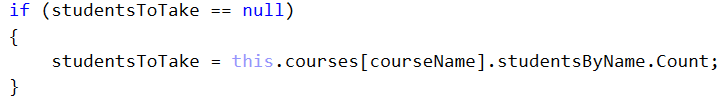 if (studentsToTake == null)
{
    studentsToTake = this.courses[courseName].studentsByName.Count;
}